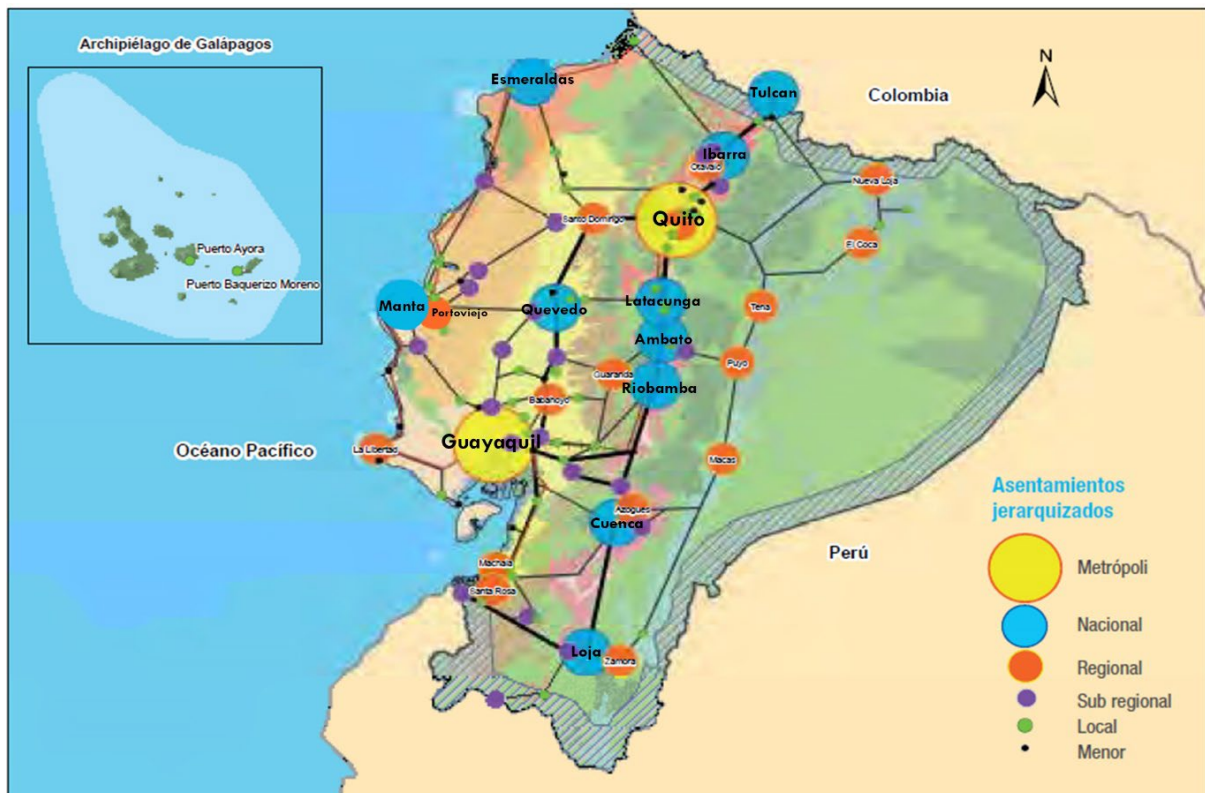 Archipiélago de Galápagos
Puerto Ayora
Puerto Baquerizo Moreno
N
Colombia
Esmeraldas
Tulcan
Ibarra
Otavalo
Nueva Loja
Santo Domingo
Quito
El Coca
Manta
Portoviejo
Quevedo
Latacunga
Tena
Ambato
Puyo
Guaranda
Riobamba
Babahoyo
Guayaquil
Océano Pacífico
La Libertad
Macas
Azogues
Cuenca
Perú
Machala
Santa Rosa
Loja
Zamora
Asentamientos
jerarquizados
Metrópoli
Nacional
Regional
Sub regional
Local
Menor